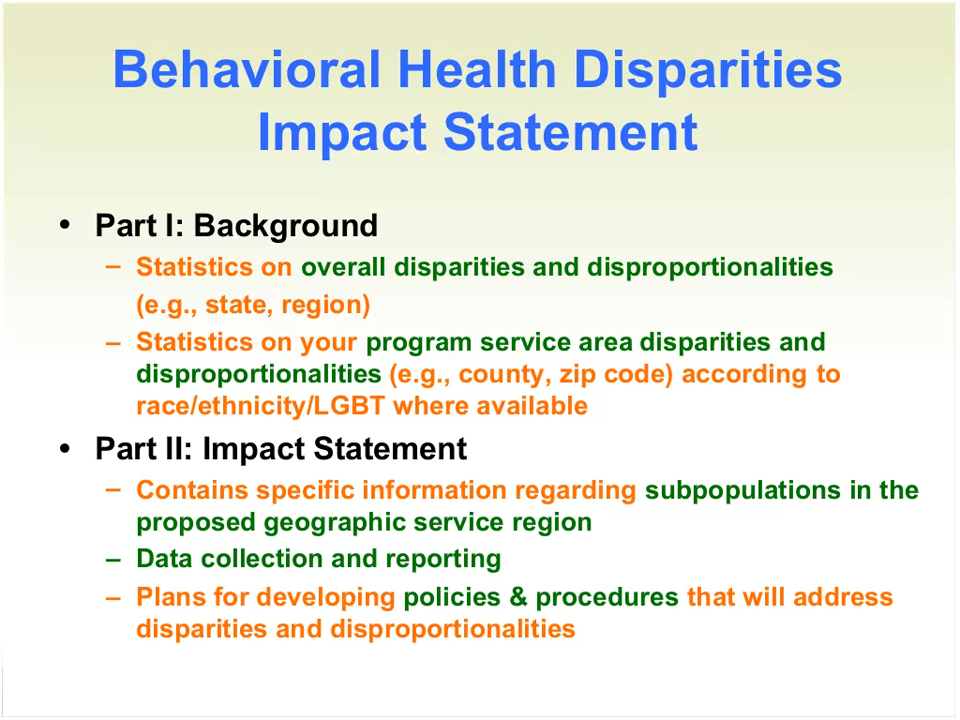 Behavioral Health Disparities
Impact Statement
• Part I: Background
– Statistics on overall disparities and disproportionalities
(e.g., state, region)
– Statistics on your program service area disparities and
disproportionalities (e.g., county, zip code) according to
race/ethnicity/LGBT where available
• Part II: Impact Statement
– Contains specific information regarding subpopulations in the
proposed geographic service region
– Data collection and reporting
– Plans for developing policies & procedures that will address
disparities and disproportionalities